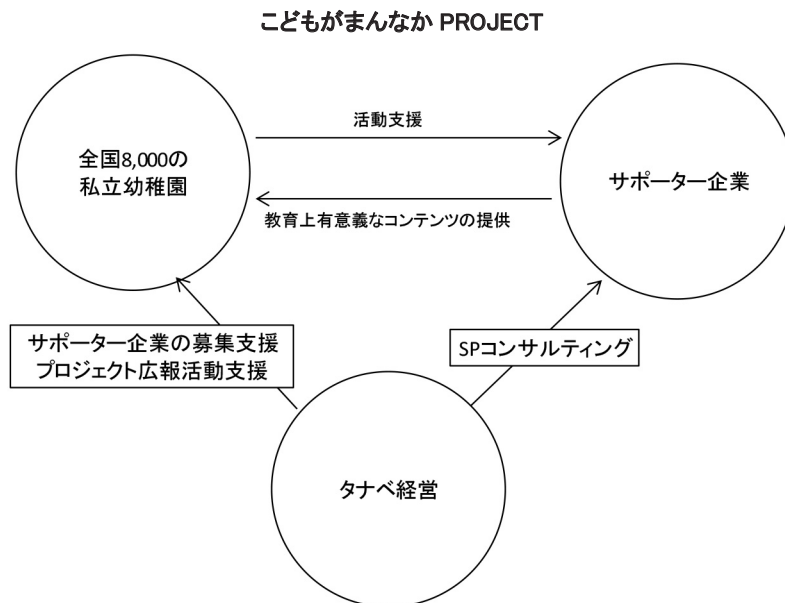 こどもがまんなか PROJECT
活動支援
全国8,000の
私立幼稚園
サポーター企業
教育上有意義なコンテンツの提供
サポーター企業の募集支援
プロジェクト広報活動支援
SPコンサルティング
タナベ経営